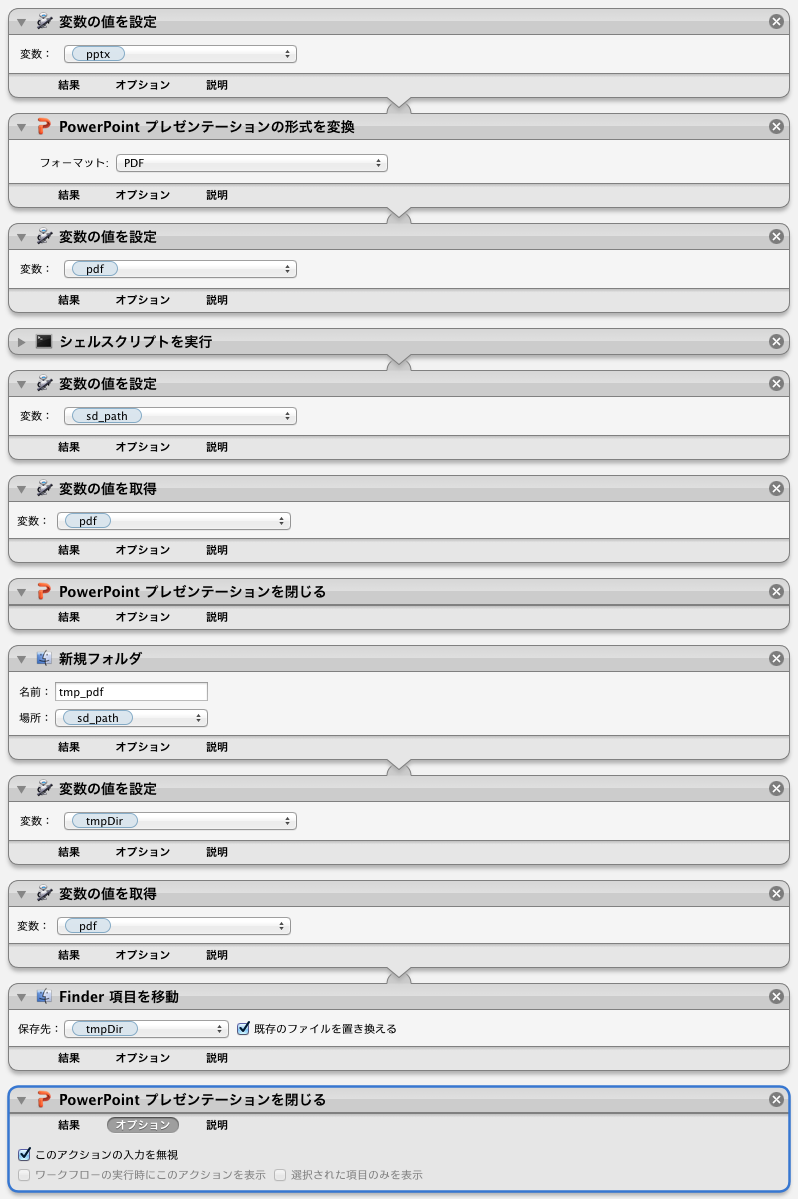 変数の値を設定
変数： pptx
結果 オプション 説明
PowerPoint プレゼンテーションの形式を変換
フォーマット: PDF
結果 オプション 説明
変数の値を設定
変数： pdf
結果 オプション 説明
シェルスクリプトを実行
変数の値を設定
変数： sd_path
結果 オプション 説明
変数の値を取得
変数： pdf
結果 オプション 説明
PowerPoint プレゼンテーションを閉じる
結果 オプション 説明
新規フォルダ
名前： tmp_pdf
場所： sd_path
結果 オプション 説明
変数の値を設定
変数： tmpDir
結果 オプション 説明
変数の値を取得
変数： pdf
結果 オプション 説明
Finder 項目を移動
保存先： tmpDir 既存のファイルを置き換える
結果 オプション 説明
PowerPoint プレゼンテーションを閉じる
結果 オプション 説明
このアクションの入力を無視
ワークフローの実行時にこのアクションを表示 選択された項目のみを表示